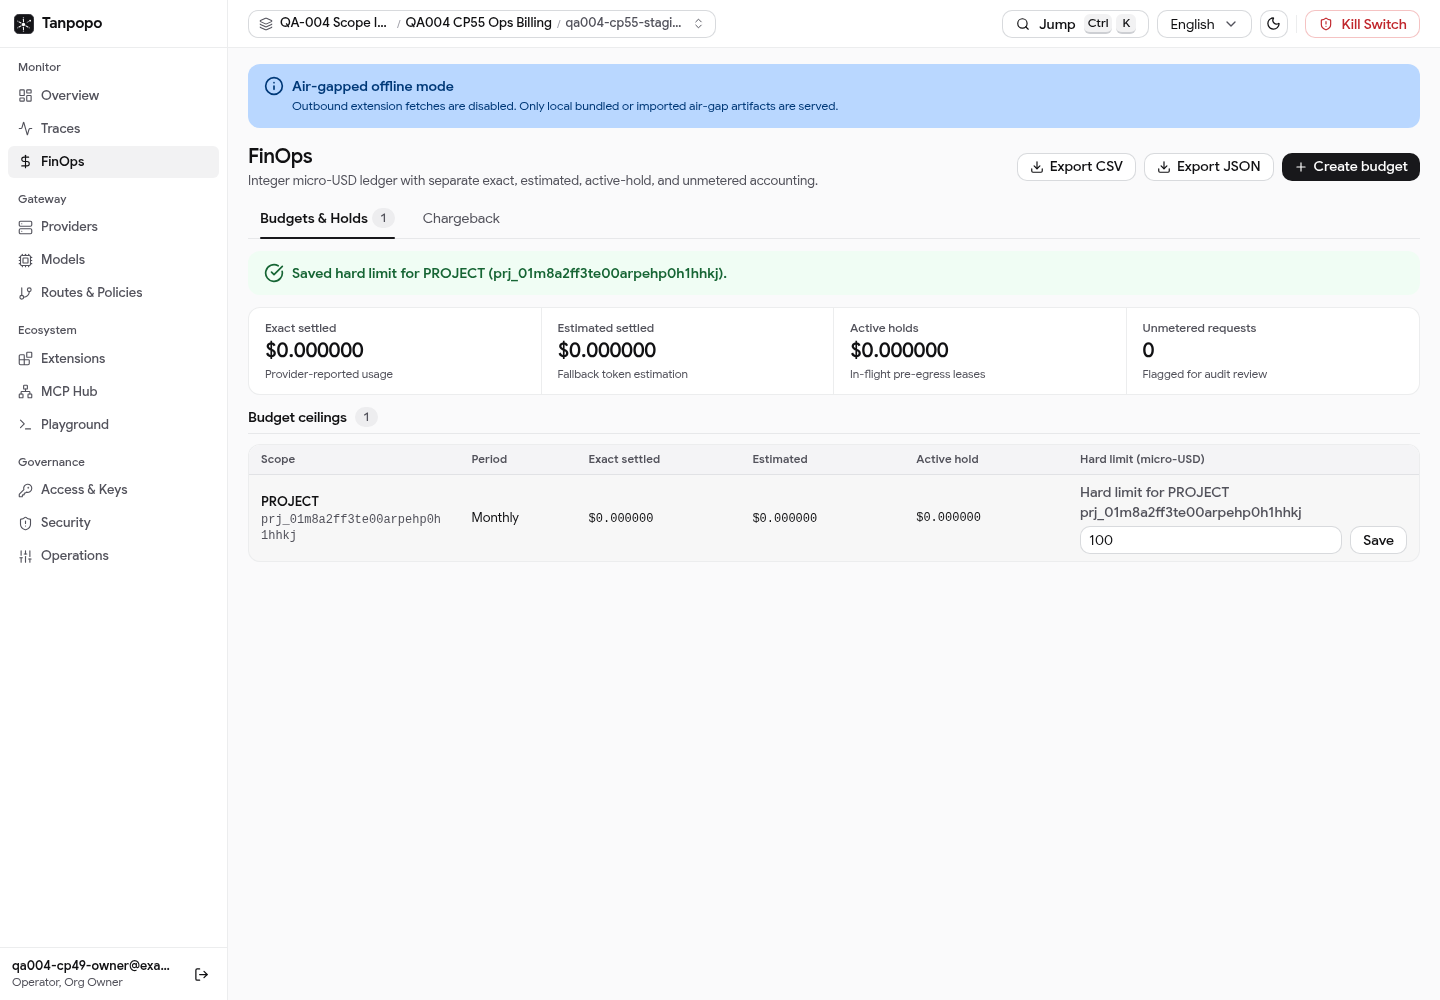 Tanpopo
QA-004 Scope I... / QA004 CP55 Ops Billing / qa004-cp55-stagi...
Jump Ctrl K
English
Kill Switch
Monitor
Overview
Traces
FinOps
Gateway
Providers
Models
Routes & Policies
Ecosystem
Extensions
MCP Hub
Playground
Governance
Access & Keys
Security
Operations
qa004-cp49-owner@exa...
Operator, Org Owner
Air-gapped offline mode
Outbound extension fetches are disabled. Only local bundled or imported air-gap artifacts are served.
FinOps
Integer micro-USD ledger with separate exact, estimated, active-hold, and unmetered accounting.
Export CSV
Export JSON
Create budget
Budgets & Holds 1
Chargeback
Saved hard limit for PROJECT (prj_01m8a2ff3te00arpehp0h1hhkj).
Exact settled
$0.000000
Provider-reported usage
Estimated settled
$0.000000
Fallback token estimation
Active holds
$0.000000
In-flight pre-egress leases
Unmetered requests
0
Flagged for audit review
Budget ceilings 1
Scope Period Exact settled Estimated Active hold Hard limit (micro-USD)
PROJECT
prj_01m8a2ff3te00arpehp0h
1hhkj
Monthly
$0.000000
$0.000000
$0.000000
Hard limit for PROJECT
prj_01m8a2ff3te00arpehp0h1hhkj
100
Save